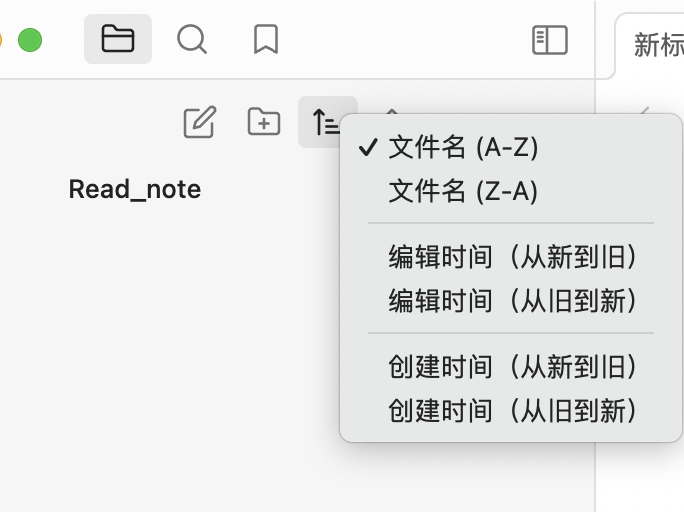 新标
Read_note
文件名 (A-Z)
文件名 (Z-A)
编辑时间（从新到旧）
编辑时间（从旧到新）
创建时间（从新到旧）
创建时间（从旧到新）